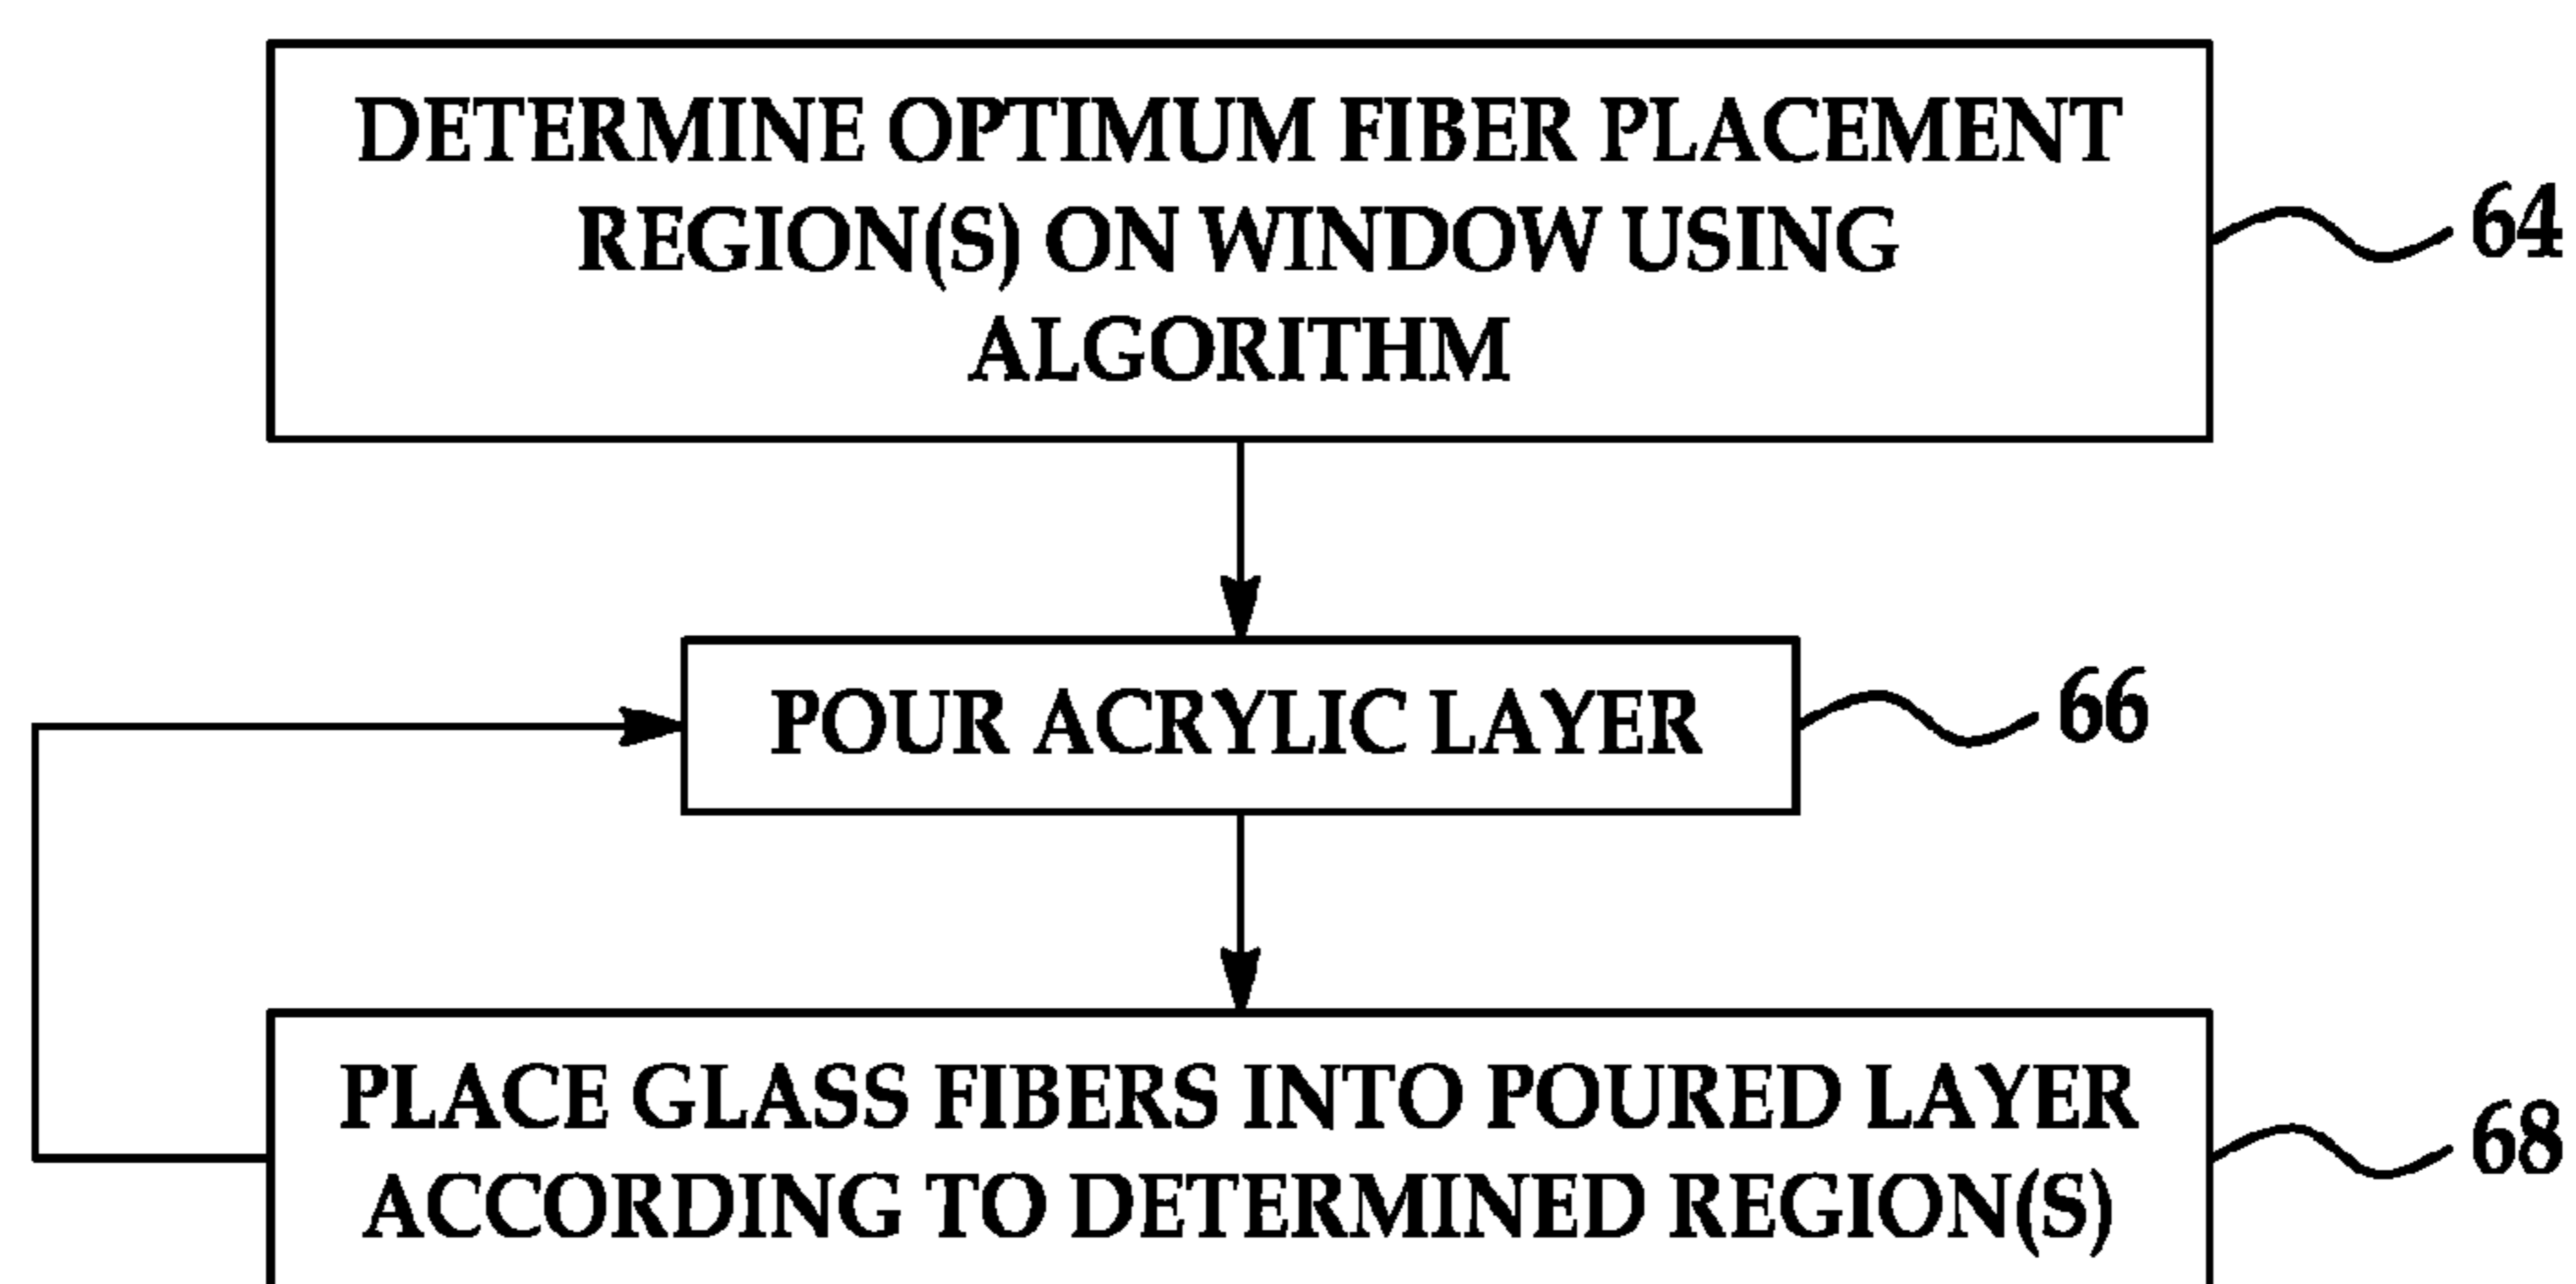 DETERMINE OPTIMUM FIBER PLACEMENT
REGION(S) ON WINDOW USING
ALGORITHM
64
POUR ACRYLIC LAYER
66
PLACE GLASS FIBERS INTO POURED LAYER
ACCORDING TO DETERMINED REGION(S)
68